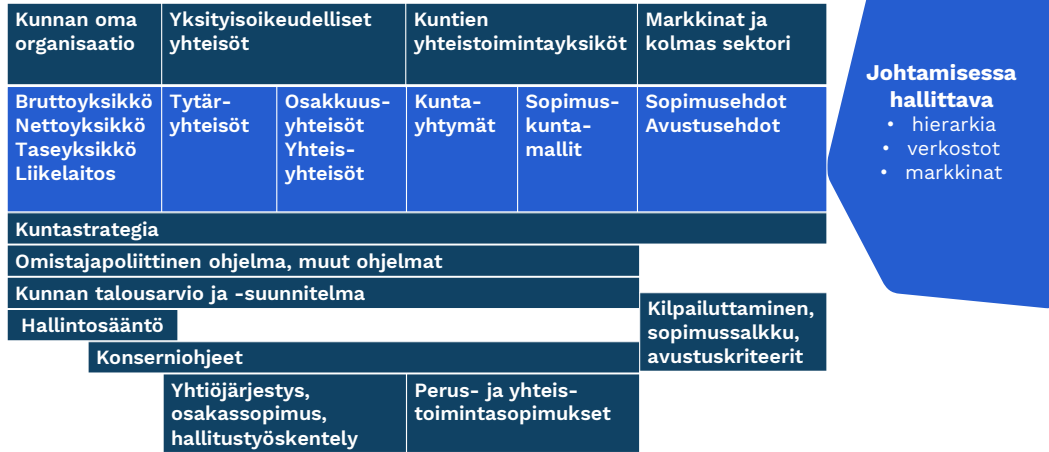 Kunnan oma
organisaatio
Yksityisoikeudelliset
yhteisöt
Kuntien
yhteistoimintayksiköt
Markkinat ja
kolmas sektori
Bruttoyksikkö
Nettoyksikkö
Taseyksikkö
Liikelaitos
Tytär-
yhteisöt
Osakkuus-
yhteisöt
Yhteis-
yhteisöt
Kunta-
yhtymät
Sopimus-
kunta-
mallit
Sopimusehdot
Avustusehdot
Kuntastrategia
Omistajapoliittinen ohjelma, muut ohjelmat
Kunnan talousarvio ja -suunnitelma
Hallintosääntö
Konserniohjeet
Kilpailuttaminen,
sopimussalkku,
avustuskriteerit
Yhtiöjärjestys,
osakassopimus,
hallitustyöskentely
Perus- ja yhteis-
toimintasopimukset
Johtamisessa
hallittava
• hierarkia
• verkostot
• markkinat